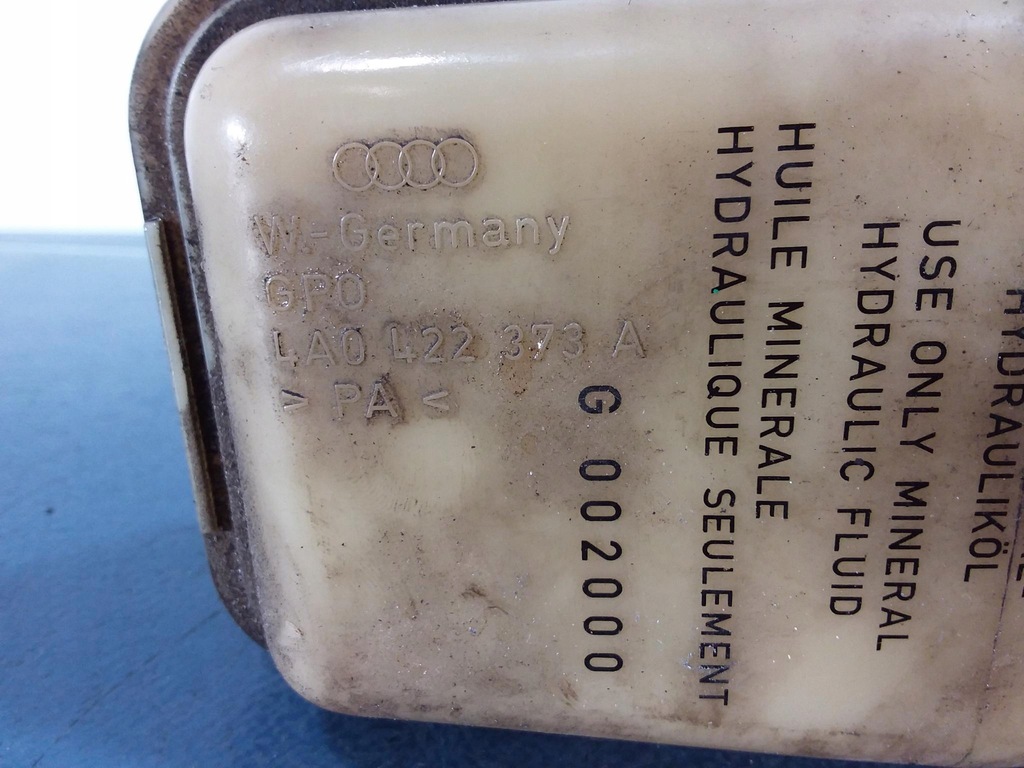 W.-Germany
GPO
4A0 422 373 A
> PA <
G 002000
HYDRAULIKÖL
USE ONLY MINERAL
HYDRAULIC FLUID
HUILE MINERALE
HYDRAULIQUE SEULEMENT